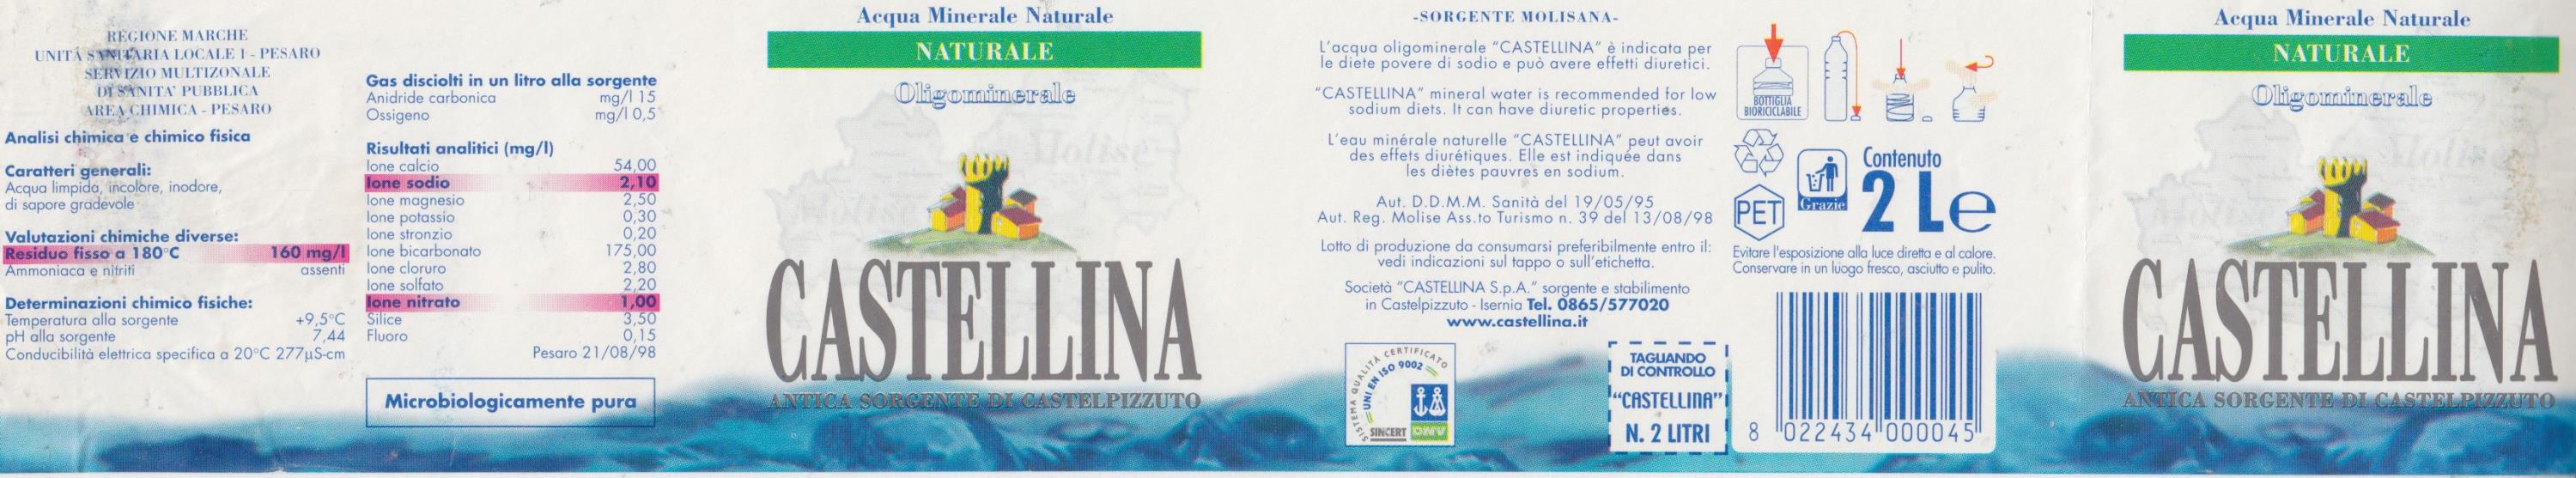 REGIONE MARCHE
UNITÁ SANITARIA LOCALE 1 - PESARO
SERVIZIO MULTIZONALE
DI SANITA' PUBBLICA
AREA CHIMICA - PESARO
Analisi chimica e chimico fisica
Caratteri generali:
Acqua limpida, incolore, inodore,
di sapore gradevole
Valutazioni chimiche diverse:
Residuo fisso a 180°C 160 mg/l
Ammoniaca e nitriti assenti
Determinazioni chimico fisiche:
Temperatura alla sorgente +9,5°C
pH alla sorgente 7,44
Conducibilità elettrica specifica a 20°C 277µS-cm
Gas disciolti in un litro alla sorgente
Anidride carbonica mg/l 15
Ossigeno mg/l 0,5
Risultati analitici (mg/l)
Ione calcio 54,00
Ione sodio 2,10
Ione magnesio 2,50
Ione potassio 0,30
Ione stronzio 0,20
Ione bicarbonato 175,00
Ione cloruro 2,80
Ione solfato 2,20
Ione nitrato 1,00
Silice 3,50
Fluoro 0,15
Pesaro 21/08/98
Microbiologicamente pura
Acqua Minerale Naturale
NATURALE
Oligominerale
Molise
Molise
CASTELLINA
ANTICA SORGENTE DI CASTELPIZZUTO
-SORGENTE MOLISANA-
L'acqua oligominerale "CASTELLINA" è indicata per
le diete povere di sodio e può avere effetti diuretici.
"CASTELLINA" mineral water is recommended for low
sodium diets. It can have diuretic properties.
L'eau minérale naturelle "CASTELLINA" peut avoir
des effets diurétiques. Elle est indiquée dans
les diètes pauvres en sodium.
Aut. D.D.M.M. Sanità del 19/05/95
Aut. Reg. Molise Ass.to Turismo n. 39 del 13/08/98
Lotto di produzione da consumarsi preferibilmente entro il:
vedi indicazioni sul tappo o sull'etichetta.
Società "CASTELLINA S.p.A." sorgente e stabilimento
in Castelpizzuto - Isernia Tel. 0865/577020
www.castellina.it
SISTEMA QUALITÀ CERTIFICATO
UNI EN ISO 9002
SINCERT DNV
TAGLIANDO
DI CONTROLLO
"CASTELLINA"
N. 2 LITRI
BOTTIGLIA
BIORICICLABILE
PET
Grazie
Contenuto
2 L e
Evitare l'esposizione alla luce diretta e al calore.
Conservare in un luogo fresco, asciutto e pulito.
8 022434 000045
Acqua Minerale Naturale
NATURALE
Oligominerale
Molise
Molise
CASTELLINA
ANTICA SORGENTE DI CASTELPIZZUTO